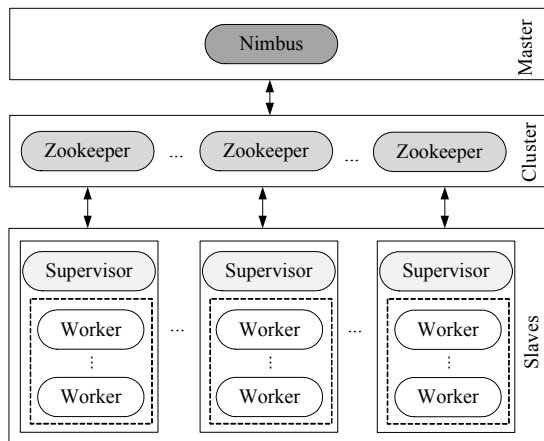 Nimbus
Master
Zookeeper ... Zookeeper ... Zookeeper
Cluster
Supervisor Supervisor Supervisor
Worker ... Worker ... Worker
...
Worker Worker Worker
Slaves